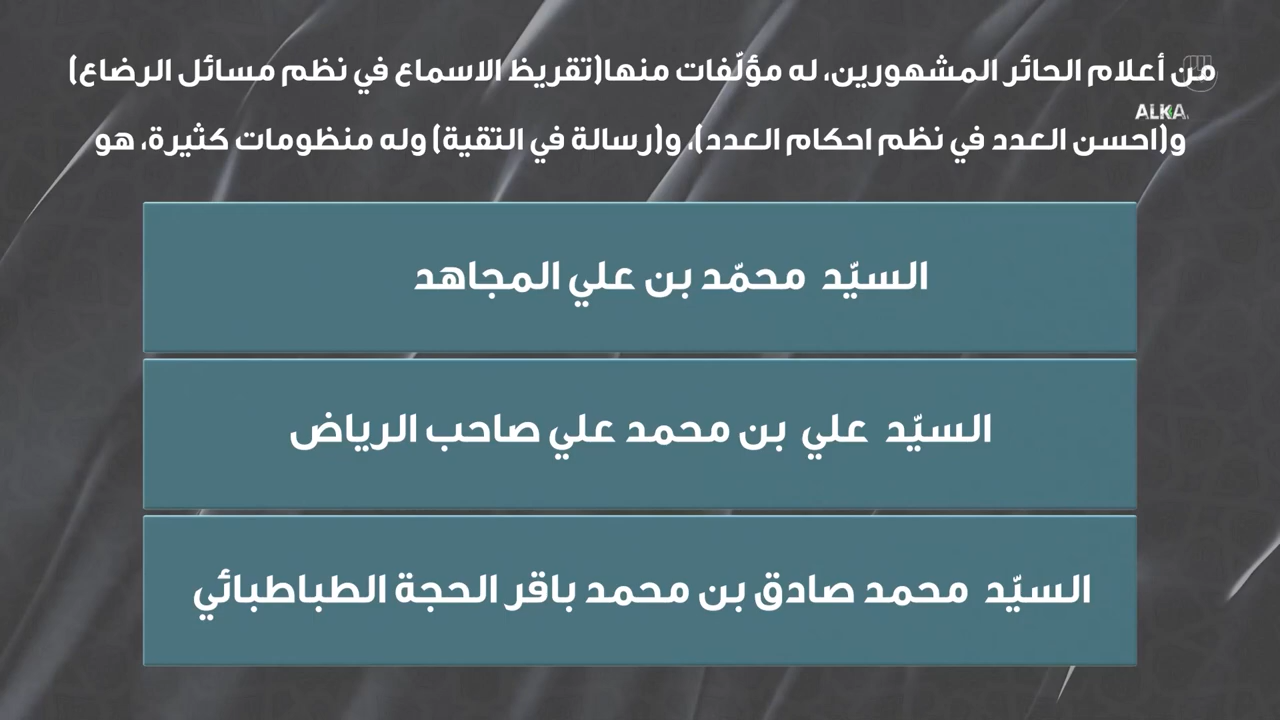 من أعلام الحائر المشهورين، له مؤلّفات منها(تقريظ الاسماع في نظم مسائل الرضاع)
ALKA
و(احسن العدد في نظم احكام العدد)، و(رسالة في التقية) وله منظومات كثيرة، هو
السيّد محمّد بن علي المجاهد
السيّد علي بن محمد علي صاحب الرياض
السيّد محمد صادق بن محمد باقر الحجة الطباطبائي